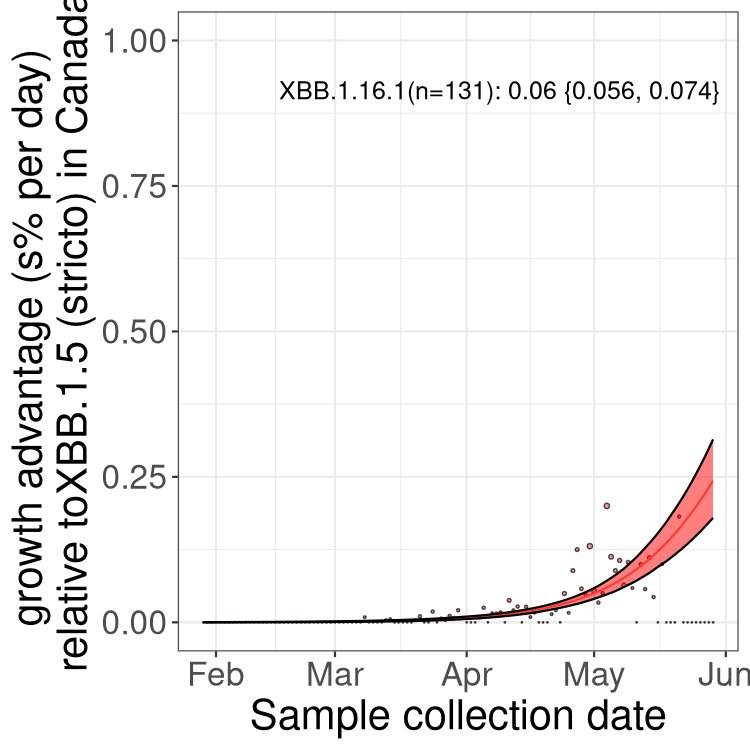 growth advantage (s% per day)
relative toXBB.1.5 (stricto) in Canada
1.00
0.75
0.50
0.25
0.00
XBB.1.16.1(n=131): 0.06 {0.056, 0.074}
Feb
Mar
Apr
May
Jun
Sample collection date